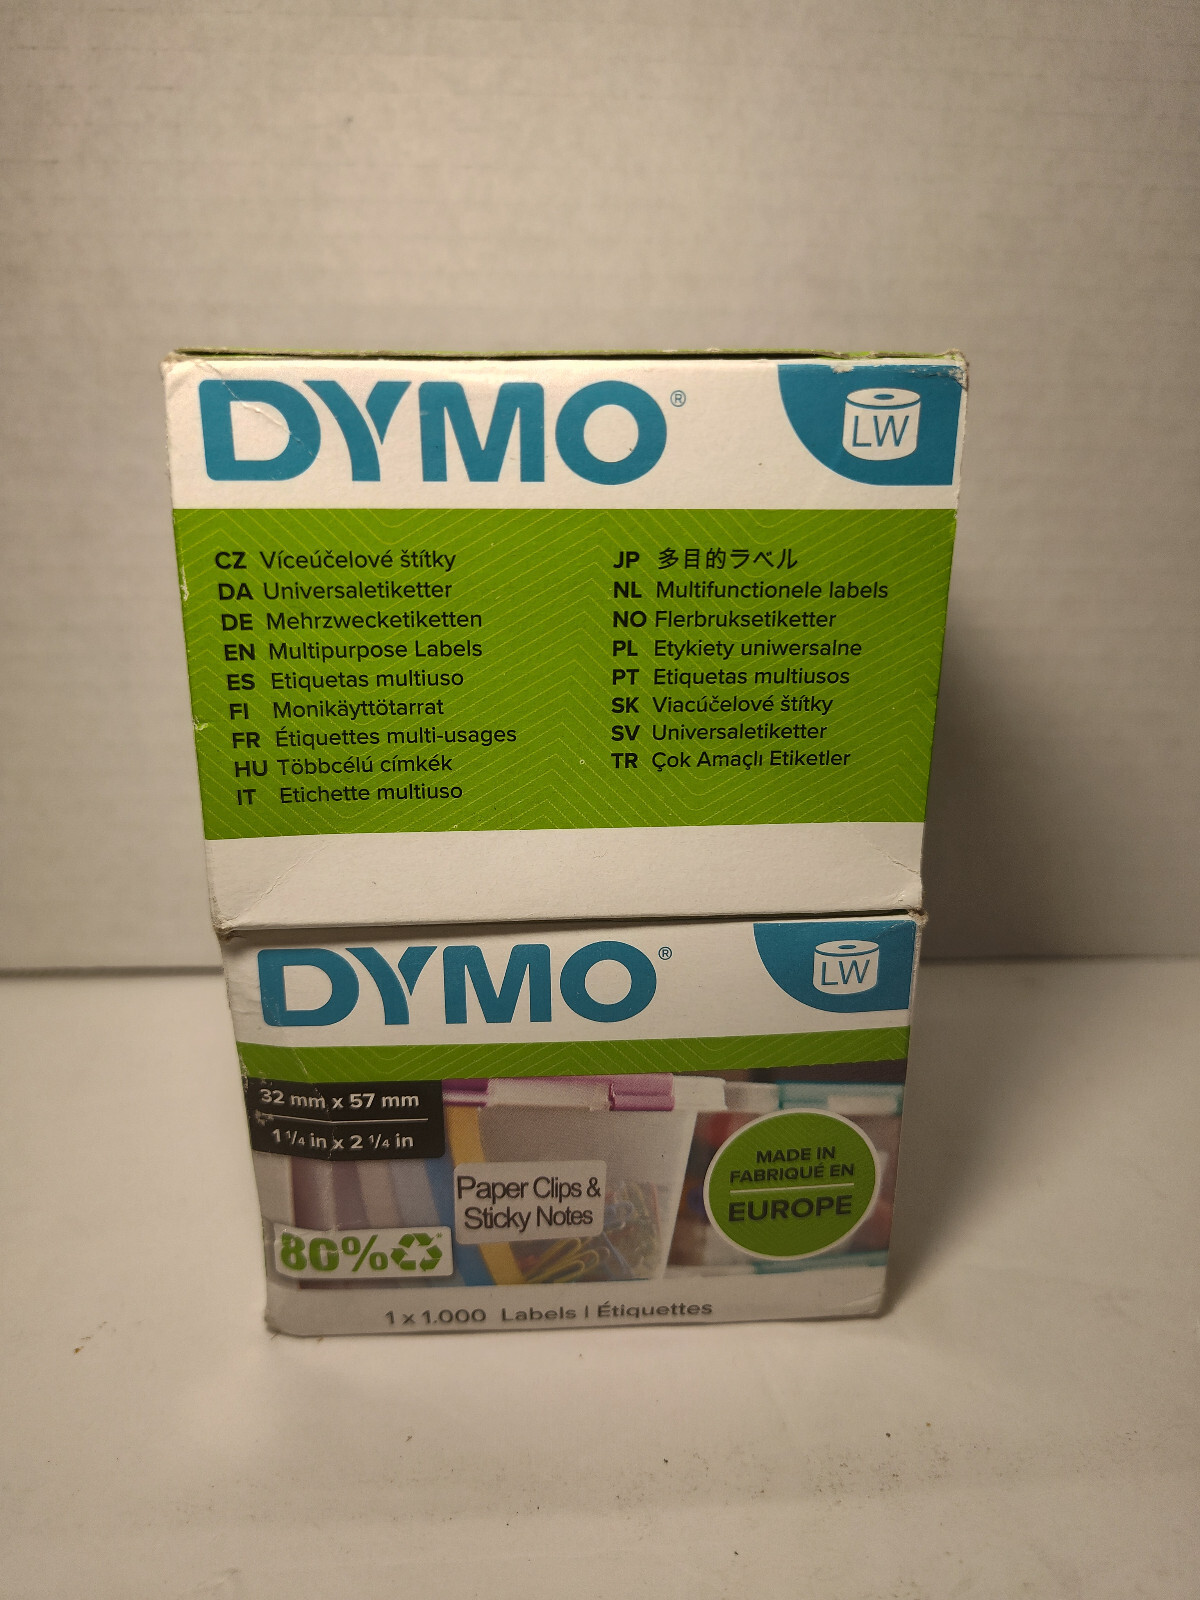 DYMO®
LW
CZ Víceúčelové štítky
DA Universaletiketter
DE Mehrzwecketiketten
EN Multipurpose Labels
ES Etiquetas multiuso
FI Monikäyttötarrat
FR Étiquettes multi-usages
HU Többcélú címkék
IT Etichette multiuso
JP 多目的ラベル
NL Multifunctionele labels
NO Flerbruksetiketter
PL Etykiety uniwersalne
PT Etiquetas multiusos
SK Viacúčelové štítky
SV Universaletiketter
TR Çok Amaçlı Etiketler
DYMO®
LW
32 mm x 57 mm
1 1/4 in x 2 1/4 in
MADE IN
FABRIQUÉ EN
EUROPE
Paper Clips &
Sticky Notes
80%
1 x 1.000 Labels | Étiquettes